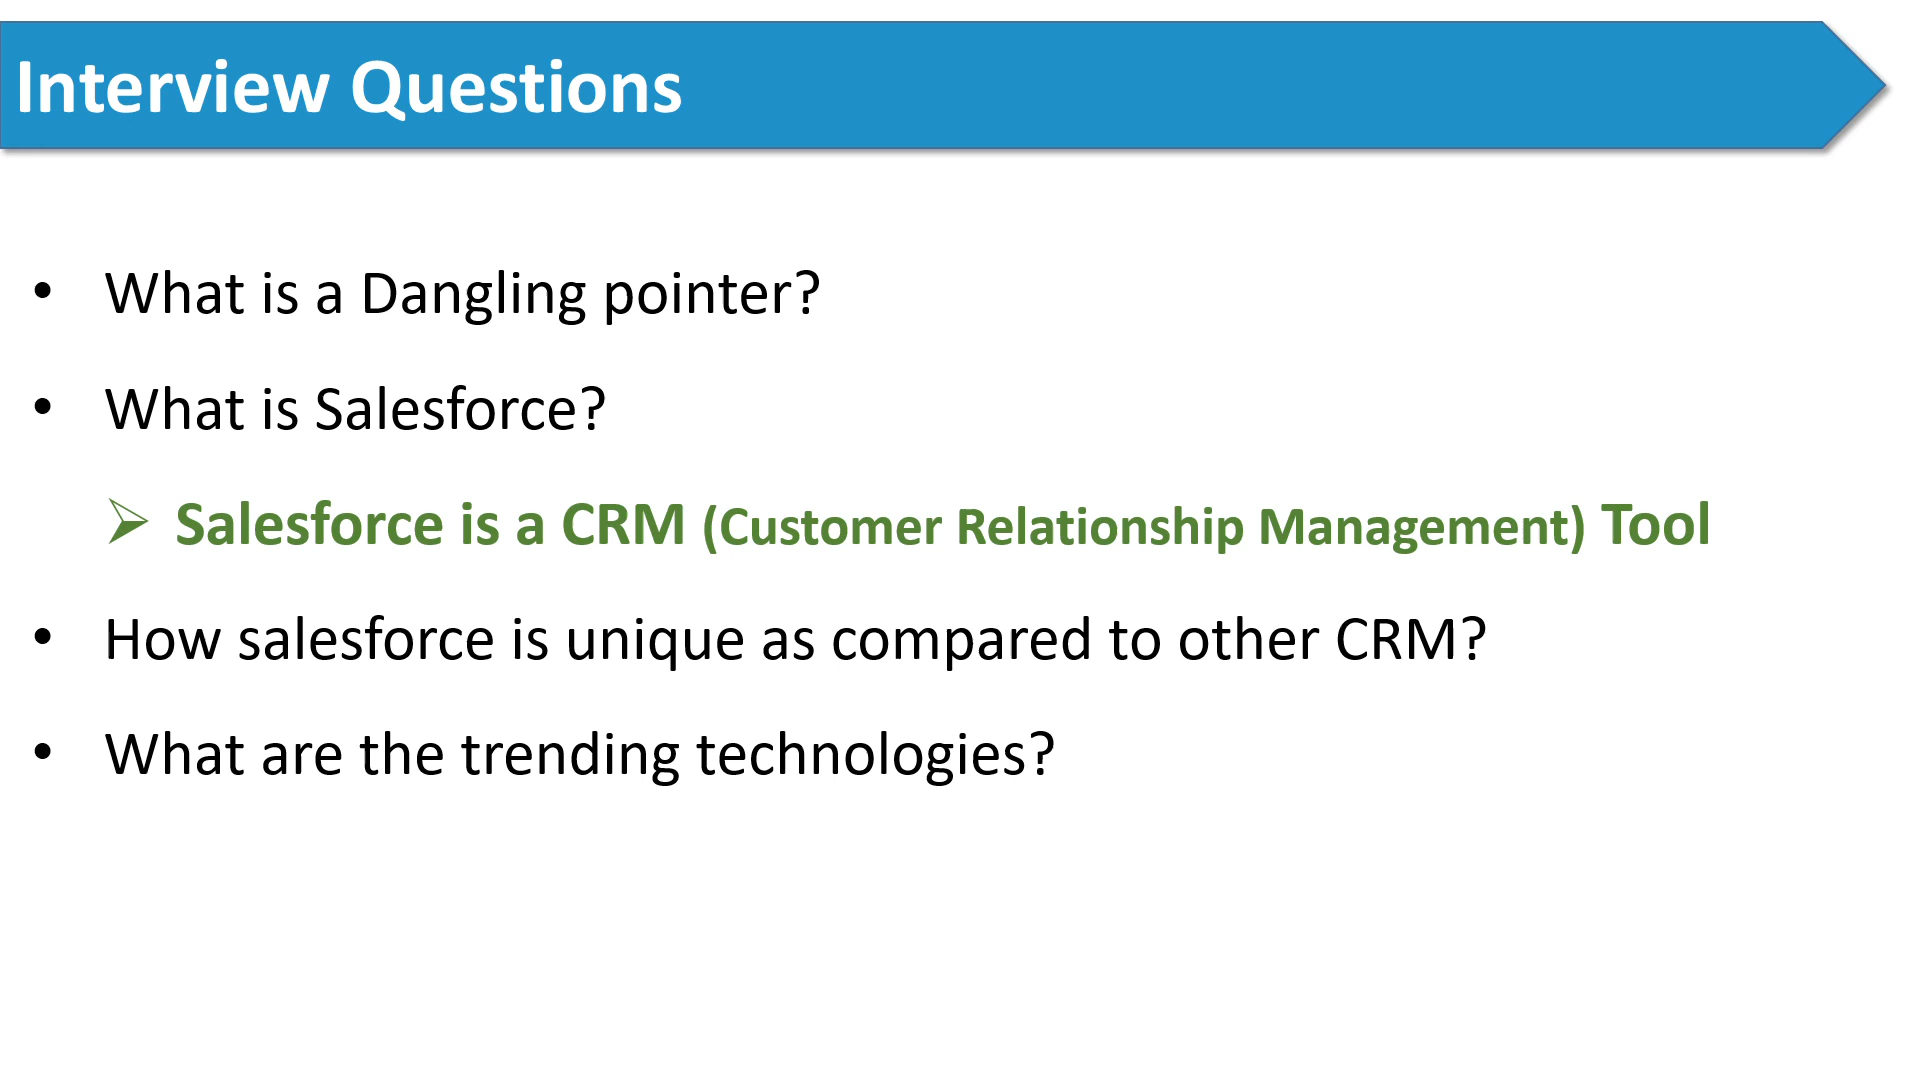 Interview Questions
• What is a Dangling pointer?
• What is Salesforce?
➢ Salesforce is a CRM (Customer Relationship Management) Tool
• How salesforce is unique as compared to other CRM?
• What are the trending technologies?